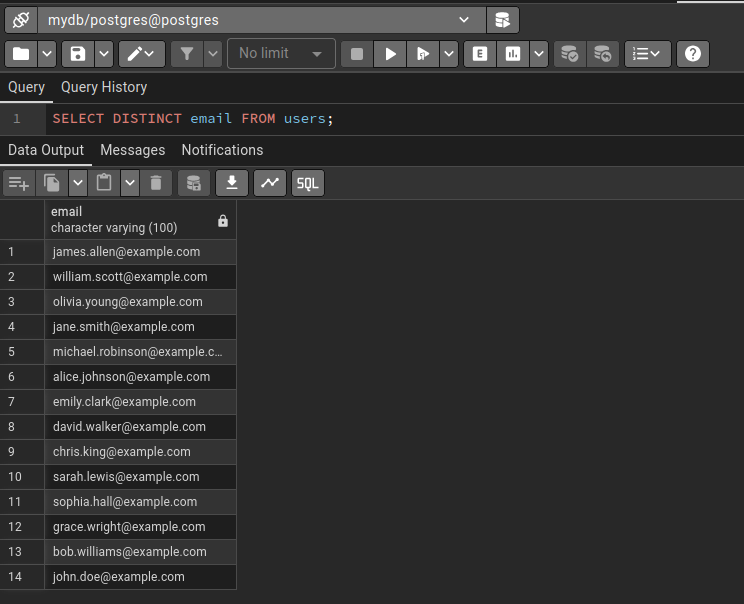 mydb/postgres@postgres
No limit
E
Query Query History
1 SELECT DISTINCT email FROM users;
Data Output Messages Notifications
SQL
email
character varying (100)
1 james.allen@example.com
2 william.scott@example.com
3 olivia.young@example.com
4 jane.smith@example.com
5 michael.robinson@example.c...
6 alice.johnson@example.com
7 emily.clark@example.com
8 david.walker@example.com
9 chris.king@example.com
10 sarah.lewis@example.com
11 sophia.hall@example.com
12 grace.wright@example.com
13 bob.williams@example.com
14 john.doe@example.com